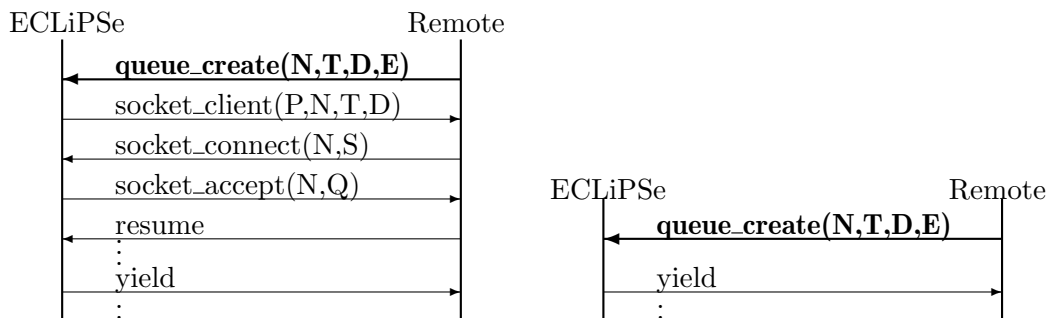 ECLiPSe Remote
queue_create(N,T,D,E)
socket_client(P,N,T,D)
socket_connect(N,S)
socket_accept(N,Q)
resume
yield
ECLiPSe Remote
queue_create(N,T,D,E)
yield